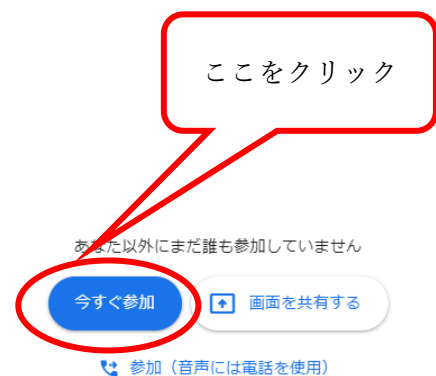 ここをクリック
あなた以外にまだ誰も参加していません
今すぐ参加
画面を共有する
参加（音声には電話を使用）